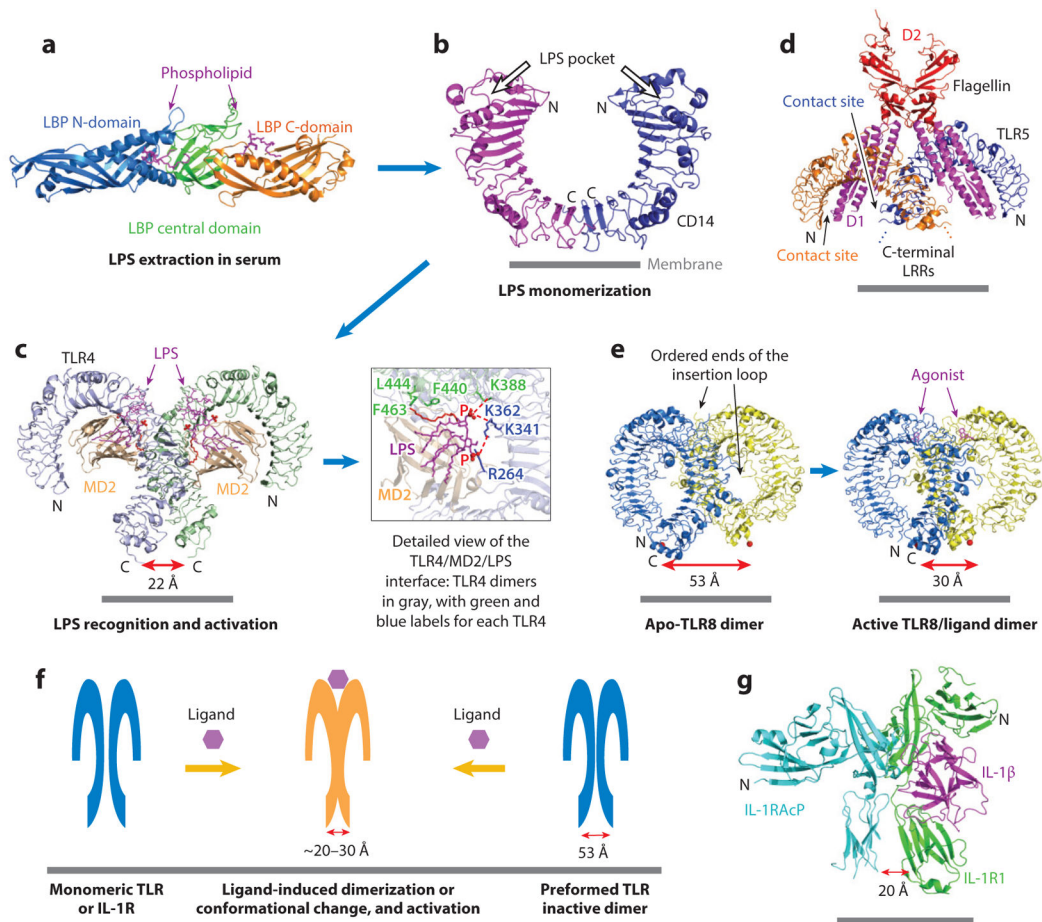 a
Phospholipid
LBP N-domain
LBP C-domain
LBP central domain
LPS extraction in serum
b
LPS pocket
N
N
C
C
CD14
Membrane
LPS monomerization
d
D2
Flagellin
Contact site
TLR5
N
D1
N
Contact site
C-terminal
LRRs
c
TLR4
LPS
MD2
MD2
N
N
C
C
22 Å
LPS recognition and activation
L444
F440
K388
F463
P
K362
K341
LPS
P
R264
MD2
Detailed view of the
TLR4/MD2/LPS
interface: TLR4 dimers
in gray, with green and
blue labels for each TLR4
e
Ordered ends of the
insertion loop
Agonist
N
C
53 Å
Apo-TLR8 dimer
N
C
30 Å
Active TLR8/ligand dimer
f
Ligand
Ligand
~20–30 Å
53 Å
Monomeric TLR
or IL-1R
Ligand-induced dimerization or
conformational change, and activation
Preformed TLR
inactive dimer
g
N
IL-1β
N
IL-1RAcP
IL-1R1
20 Å